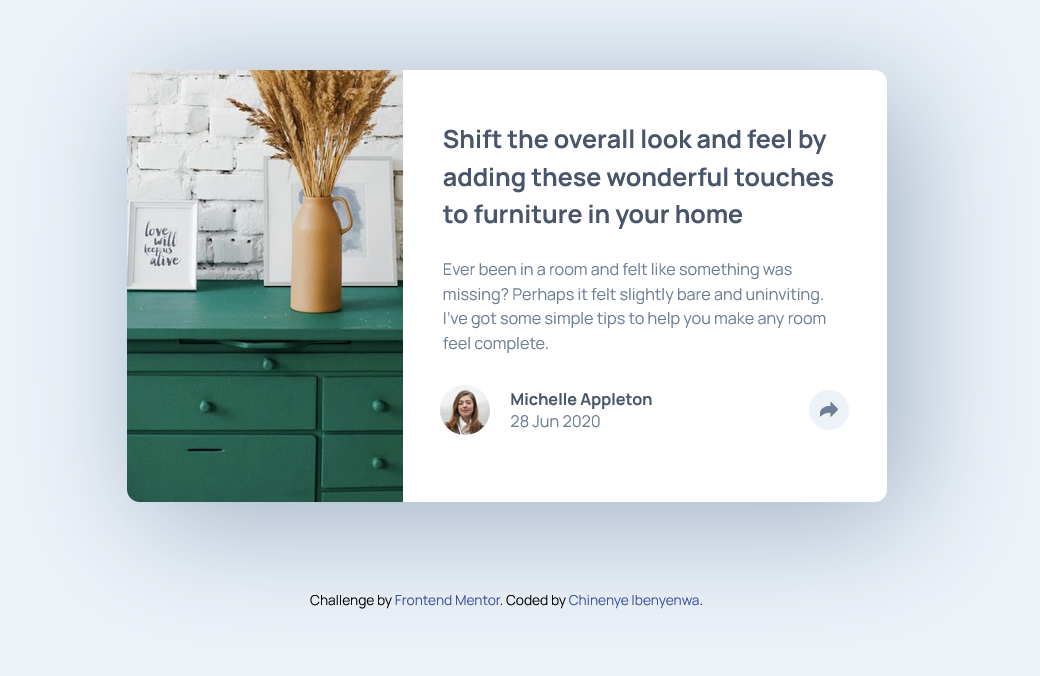 love
will
keep us
alive
Shift the overall look and feel by
adding these wonderful touches
to furniture in your home
Ever been in a room and felt like something was
missing? Perhaps it felt slightly bare and uninviting.
I've got some simple tips to help you make any room
feel complete.
Michelle Appleton
28 Jun 2020
Challenge by Frontend Mentor. Coded by Chinenye Ibenyenwa.